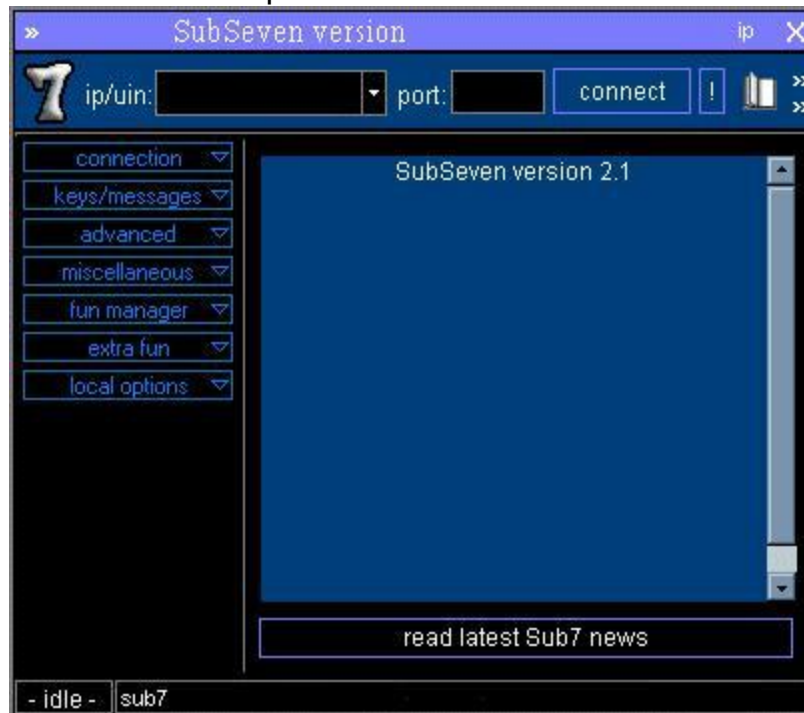 » SubSeven version ip X
7 ip/uin: port: connect ! »
»
connection
keys/messages
advanced
miscellaneous
fun manager
extra fun
local options
SubSeven version 2.1
read latest Sub7 news
- idle - sub7